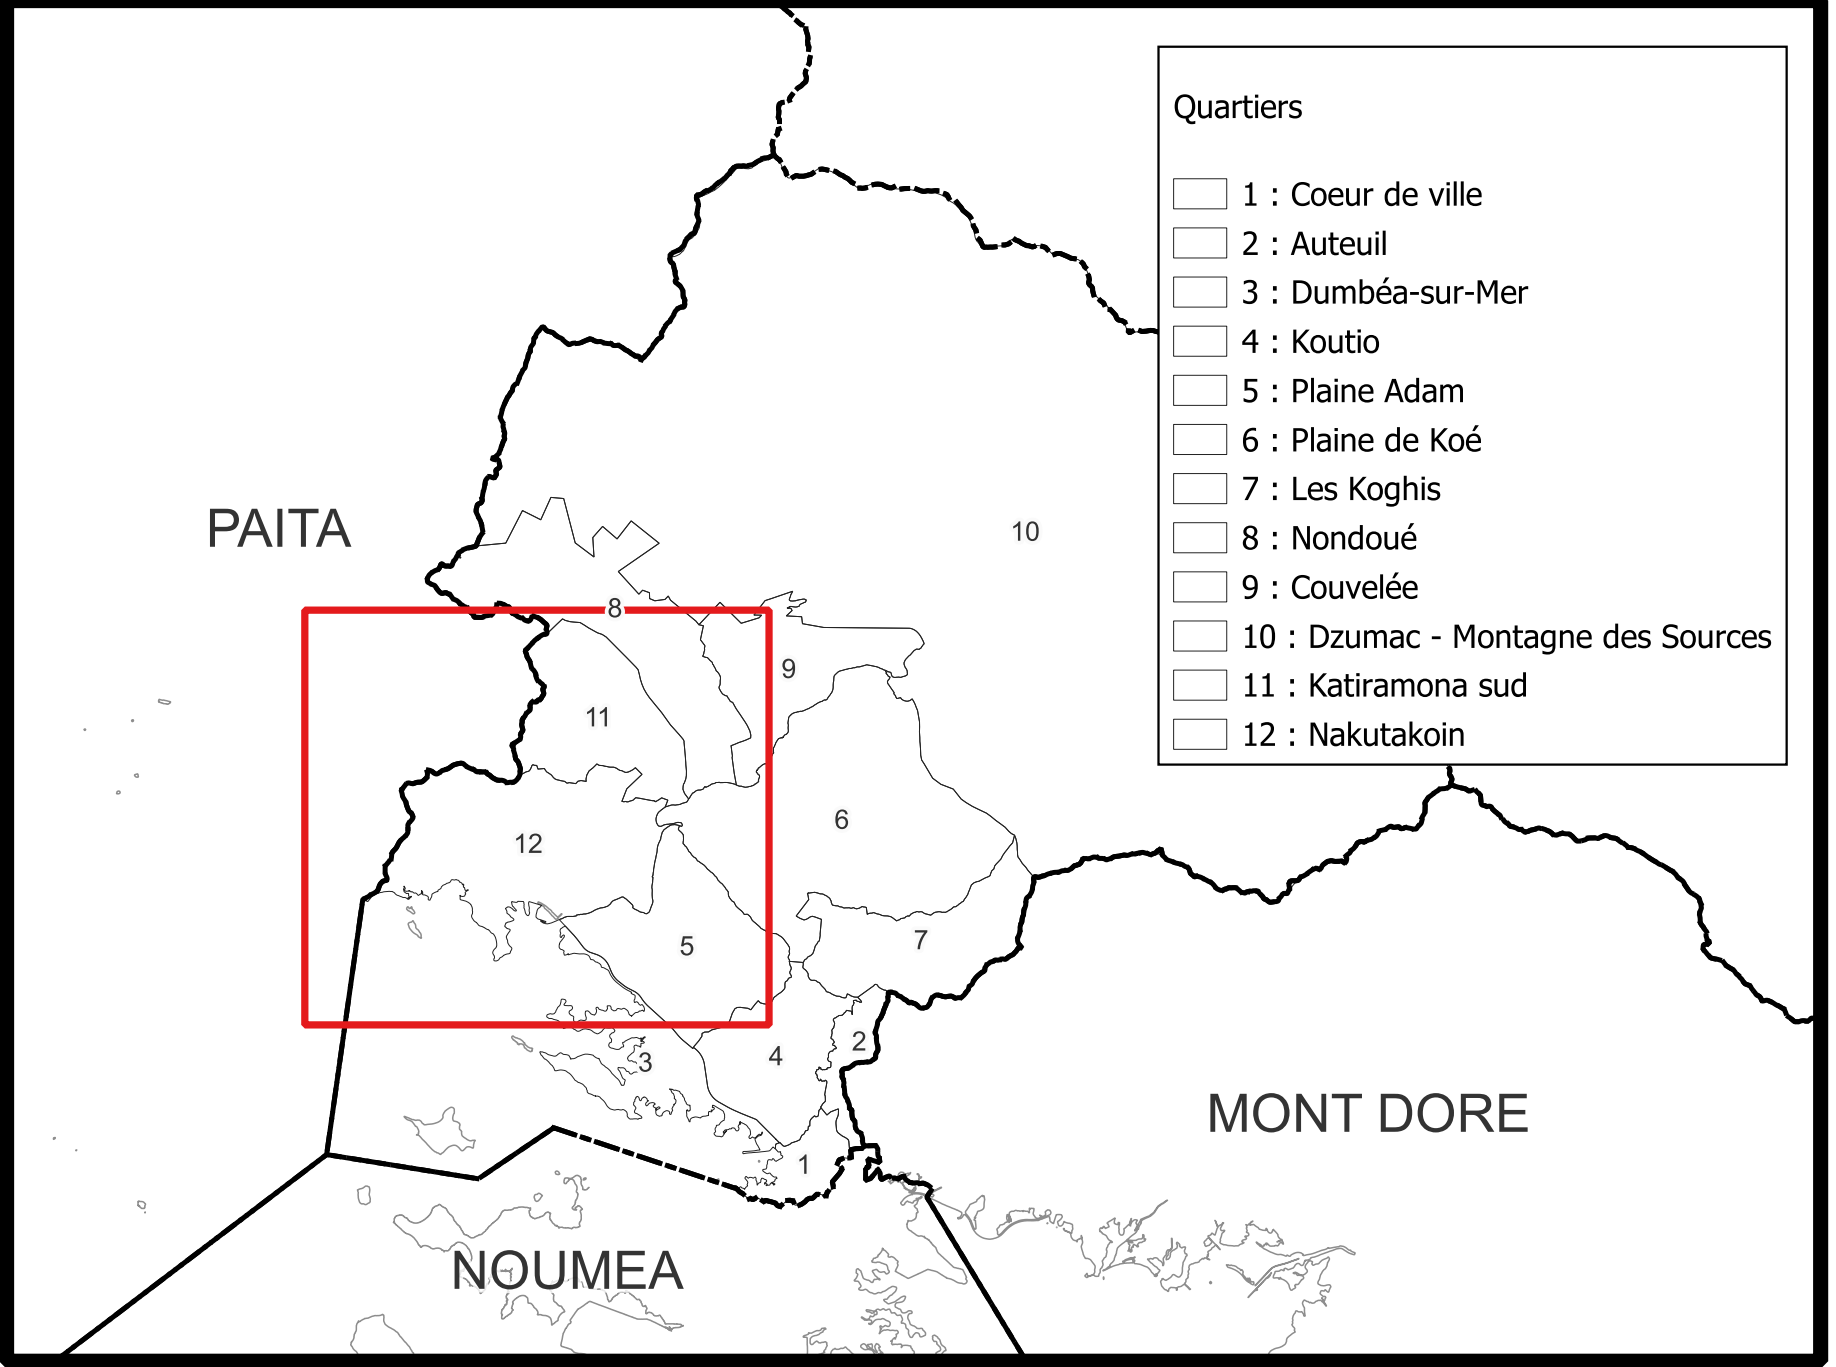 Quartiers
1 : Coeur de ville
2 : Auteuil
3 : Dumbéa-sur-Mer
4 : Koutio
5 : Plaine Adam
6 : Plaine de Koé
7 : Les Koghis
8 : Nondoué
9 : Couvelée
10 : Dzumac - Montagne des Sources
11 : Katiramona sud
12 : Nakutakoin
PAITA
10
8
9
11
6
12
7
5
2
4
3
MONT DORE
1
NOUMEA